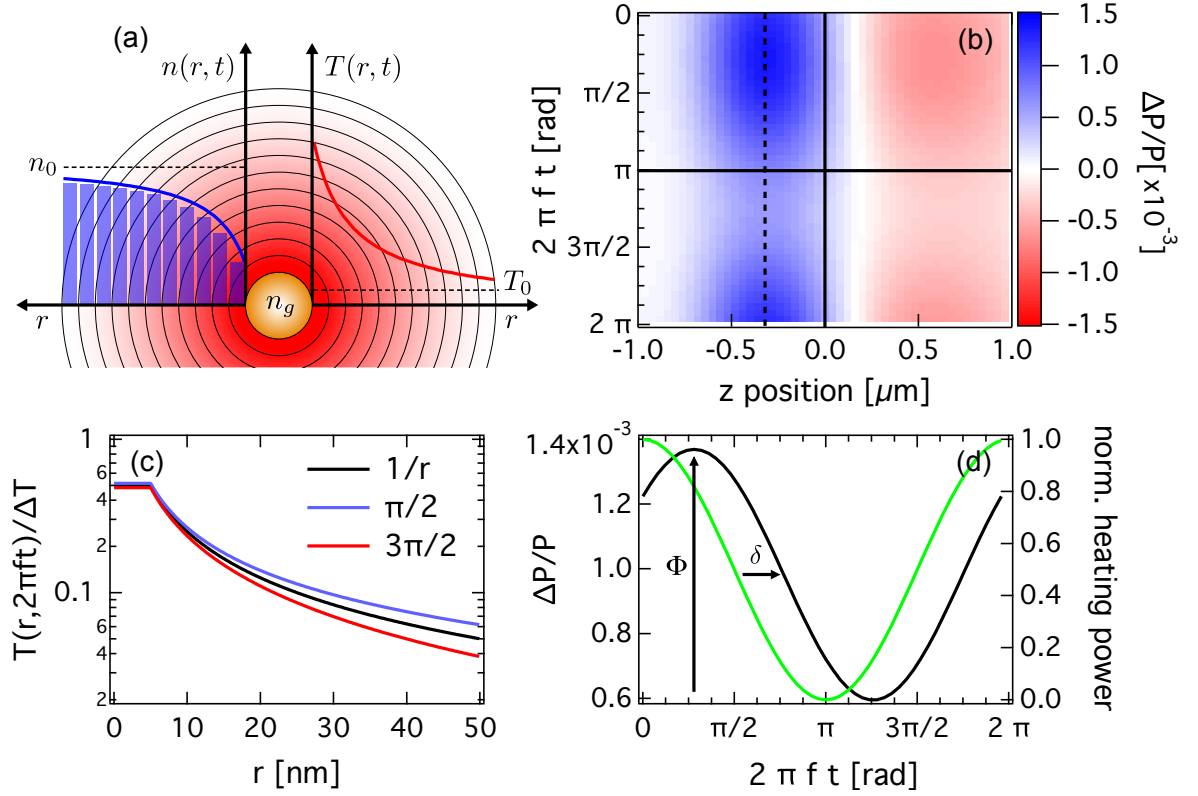 (a)
n(r, t)
T(r, t)
n₀
T₀
n_g
r
r
(b)
0
π/2
π
3π/2
2 π
2 π f t [rad]
-1.0
-0.5
0.0
0.5
1.0
z position [µm]
1.5
1.0
0.5
0.0
-0.5
-1.0
-1.5
ΔP/P[ x10⁻³]
(c)
1/r
π/2
3π/2
1
6
4
2
0.1
6
4
2
T(r,2πft)/ΔT
0
10
20
30
40
50
r [nm]
(d)
1.4x10⁻³
1.2
1.0
0.8
0.6
ΔP/P
Φ
δ
1.0
0.8
0.6
0.4
0.2
0.0
norm. heating power
0
π/2
π
3π/2
2 π
2 π f t [rad]